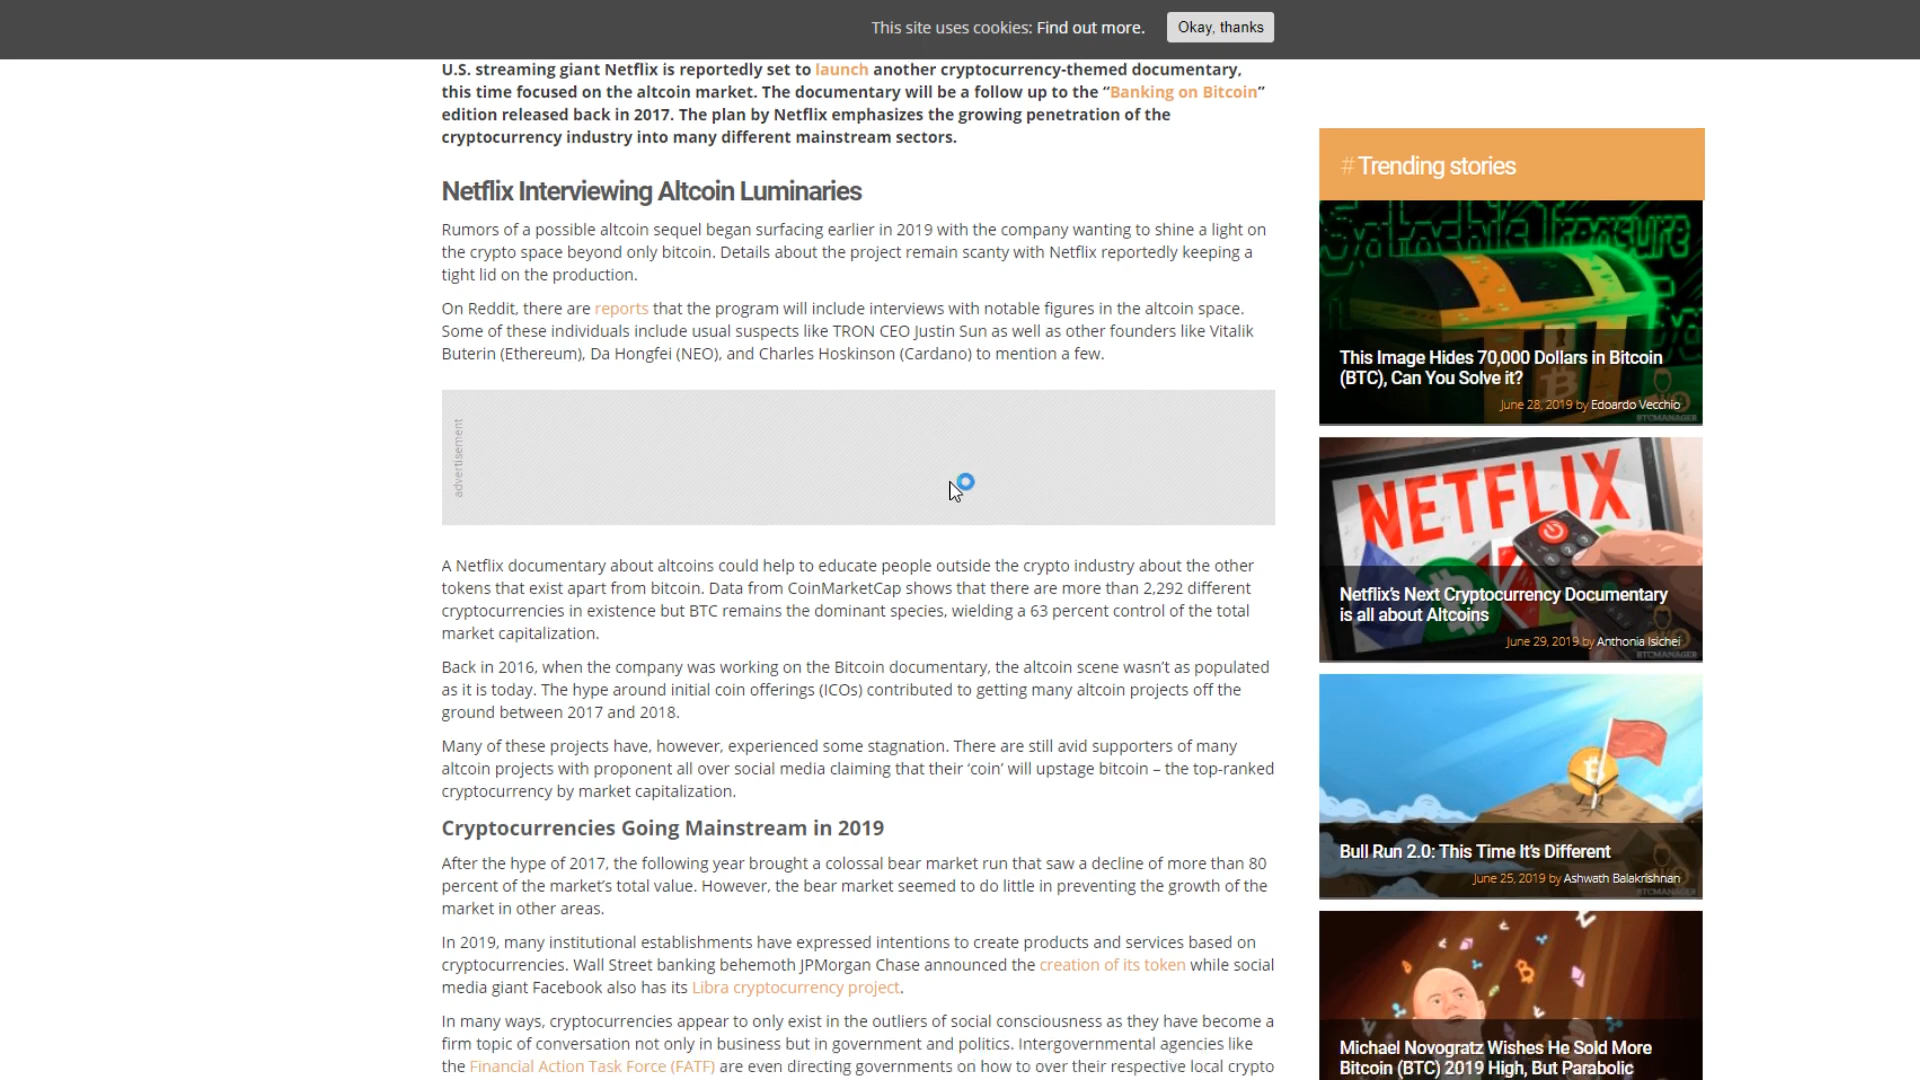 This site uses cookies: Find out more.
Okay, thanks
U.S. streaming giant Netflix is reportedly set to launch another cryptocurrency-themed documentary,
this time focused on the altcoin market. The documentary will be a follow up to the “Banking on Bitcoin”
edition released back in 2017. The plan by Netflix emphasizes the growing penetration of the
cryptocurrency industry into many different mainstream sectors.
Netflix Interviewing Altcoin Luminaries
Rumors of a possible altcoin sequel began surfacing earlier in 2019 with the company wanting to shine a light on
the crypto space beyond only bitcoin. Details about the project remain scanty with Netflix reportedly keeping a
tight lid on the production.
On Reddit, there are reports that the program will include interviews with notable figures in the altcoin space.
Some of these individuals include usual suspects like TRON CEO Justin Sun as well as other founders like Vitalik
Buterin (Ethereum), Da Hongfei (NEO), and Charles Hoskinson (Cardano) to mention a few.
advertisement
A Netflix documentary about altcoins could help to educate people outside the crypto industry about the other
tokens that exist apart from bitcoin. Data from CoinMarketCap shows that there are more than 2,292 different
cryptocurrencies in existence but BTC remains the dominant species, wielding a 63 percent control of the total
market capitalization.
Back in 2016, when the company was working on the Bitcoin documentary, the altcoin scene wasn’t as populated
as it is today. The hype around initial coin offerings (ICOs) contributed to getting many altcoin projects off the
ground between 2017 and 2018.
Many of these projects have, however, experienced some stagnation. There are still avid supporters of many
altcoin projects with proponent all over social media claiming that their ‘coin’ will upstage bitcoin – the top-ranked
cryptocurrency by market capitalization.
Cryptocurrencies Going Mainstream in 2019
After the hype of 2017, the following year brought a colossal bear market run that saw a decline of more than 80
percent of the market’s total value. However, the bear market seemed to do little in preventing the growth of the
market in other areas.
In 2019, many institutional establishments have expressed intentions to create products and services based on
cryptocurrencies. Wall Street banking behemoth JPMorgan Chase announced the creation of its token while social
media giant Facebook also has its Libra cryptocurrency project.
In many ways, cryptocurrencies appear to only exist in the outliers of social consciousness as they have become a
firm topic of conversation not only in business but in government and politics. Intergovernmental agencies like
the Financial Action Task Force (FATF) are even directing governments on how to over their respective local crypto
# Trending stories
Satoshis Treasure
This Image Hides 70,000 Dollars in Bitcoin
(BTC), Can You Solve it?
June 28, 2019 by Edoardo Vecchio
BTCMANAGER
NETFLIX
Netflix’s Next Cryptocurrency Documentary
is all about Altcoins
June 29, 2019 by Anthonia Isichei
BTCMANAGER
Bull Run 2.0: This Time It’s Different
June 25, 2019 by Ashwath Balakrishnan
BTCMANAGER
Michael Novogratz Wishes He Sold More
Bitcoin (BTC) 2019 High, But Parabolic